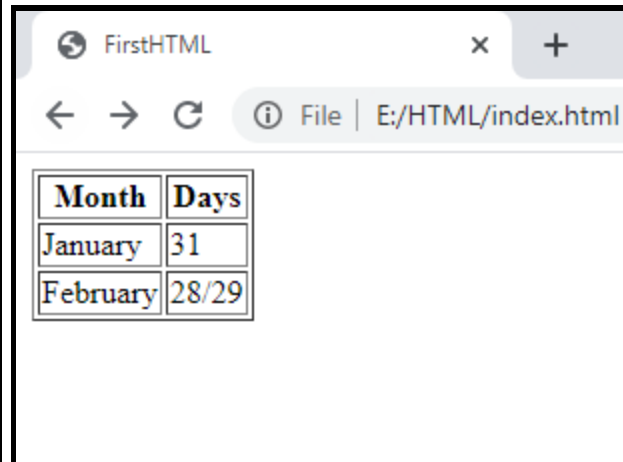 FirstHTML
File E:/HTML/index.html
Month Days
January 31
February 28/29